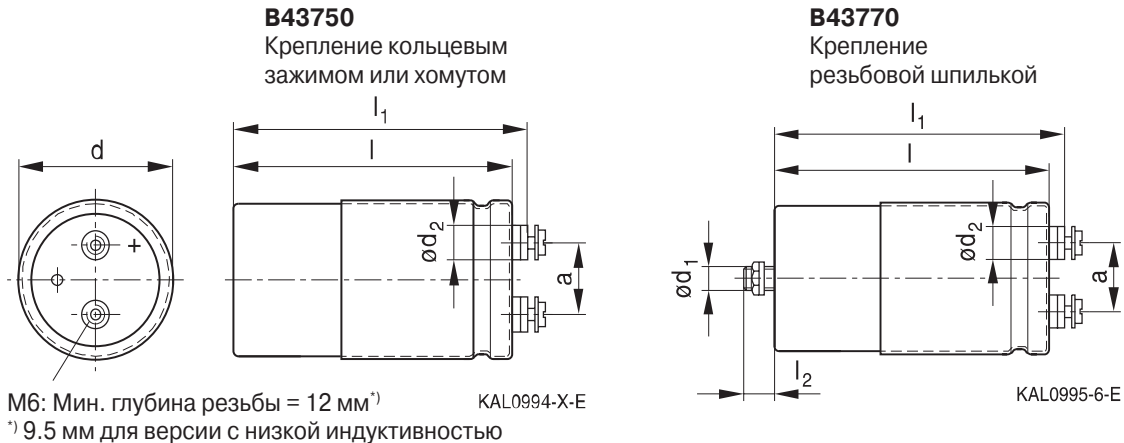 B43750
Крепление кольцевым
зажимом или хомутом
l₁
l
d
ød₂
a
+
M6: Мин. глубина резьбы = 12 мм*⁾
*⁾ 9.5 мм для версии с низкой индуктивностью
KAL0994-X-E
B43770
Крепление
резьбовой шпилькой
l₁
l
ød₂
ød₁
a
l₂
KAL0995-6-E